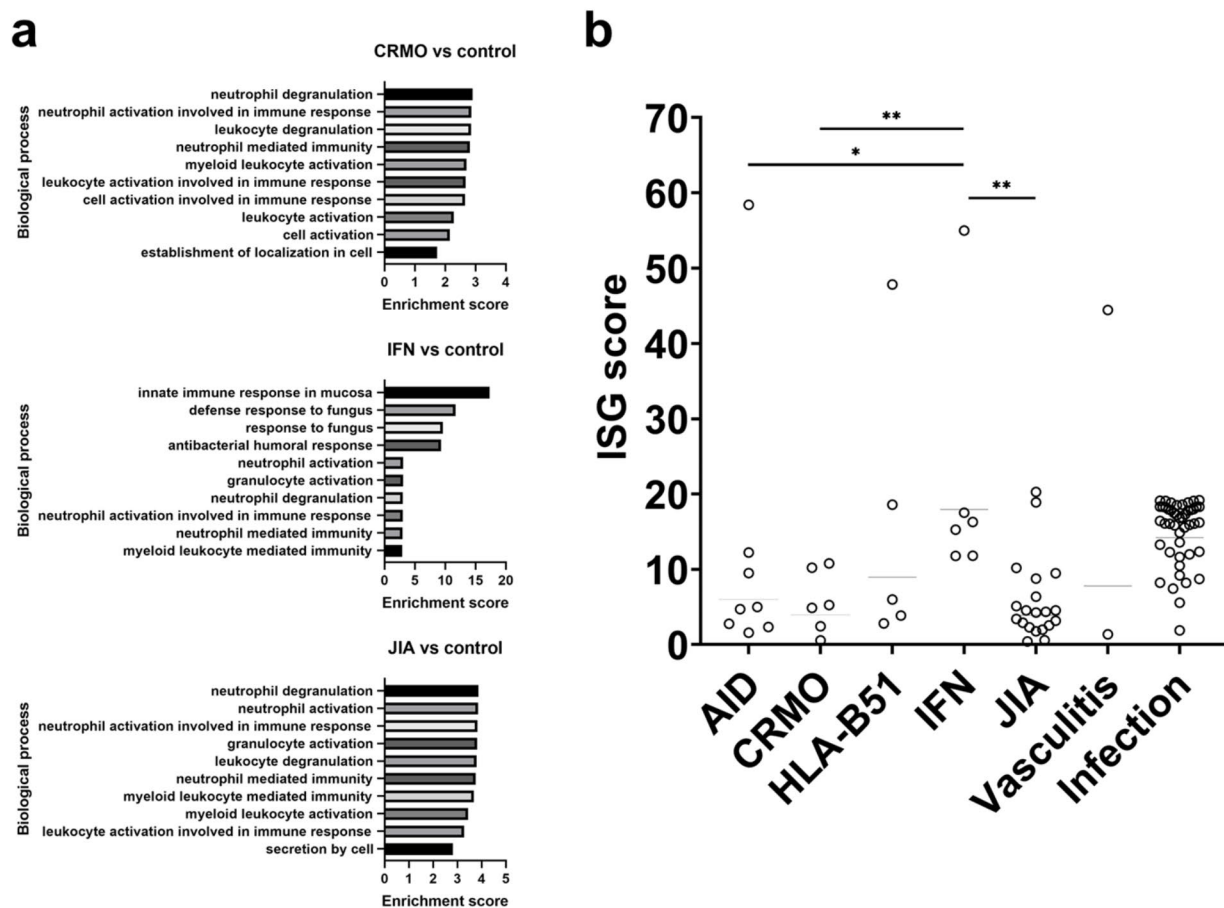 a
CRMO vs control
Biological process
neutrophil degranulation
neutrophil activation involved in immune response
leukocyte degranulation
neutrophil mediated immunity
myeloid leukocyte activation
leukocyte activation involved in immune response
cell activation involved in immune response
leukocyte activation
cell activation
establishment of localization in cell
0 1 2 3 4
Enrichment score
IFN vs control
Biological process
innate immune response in mucosa
defense response to fungus
response to fungus
antibacterial humoral response
neutrophil activation
granulocyte activation
neutrophil degranulation
neutrophil activation involved in immune response
neutrophil mediated immunity
myeloid leukocyte mediated immunity
0 5 10 15 20
Enrichment score
JIA vs control
Biological process
neutrophil degranulation
neutrophil activation
neutrophil activation involved in immune response
granulocyte activation
leukocyte degranulation
neutrophil mediated immunity
myeloid leukocyte mediated immunity
myeloid leukocyte activation
leukocyte activation involved in immune response
secretion by cell
0 1 2 3 4 5
Enrichment score
b
ISG score
70
60
50
40
30
20
10
0
**
*
**
AID
CRMO
HLA-B51
IFN
JIA
Vasculitis
Infection